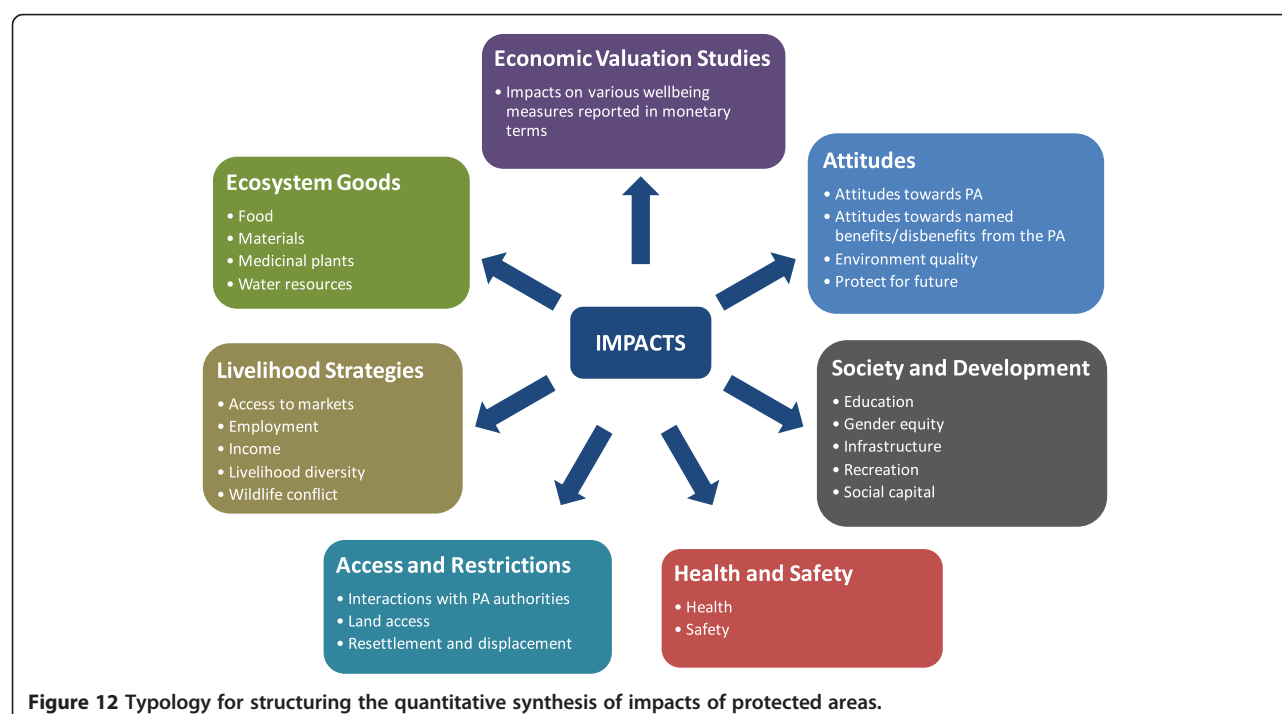 Economic Valuation Studies
• Impacts on various wellbeing
measures reported in monetary
terms
Attitudes
• Attitudes towards PA
• Attitudes towards named
benefits/disbenefits from the PA
• Environment quality
• Protect for future
Ecosystem Goods
• Food
• Materials
• Medicinal plants
• Water resources
IMPACTS
Livelihood Strategies
• Access to markets
• Employment
• Income
• Livelihood diversity
• Wildlife conflict
Society and Development
• Education
• Gender equity
• Infrastructure
• Recreation
• Social capital
Access and Restrictions
• Interactions with PA authorities
• Land access
• Resettlement and displacement
Health and Safety
• Health
• Safety
Figure 12 Typology for structuring the quantitative synthesis of impacts of protected areas.